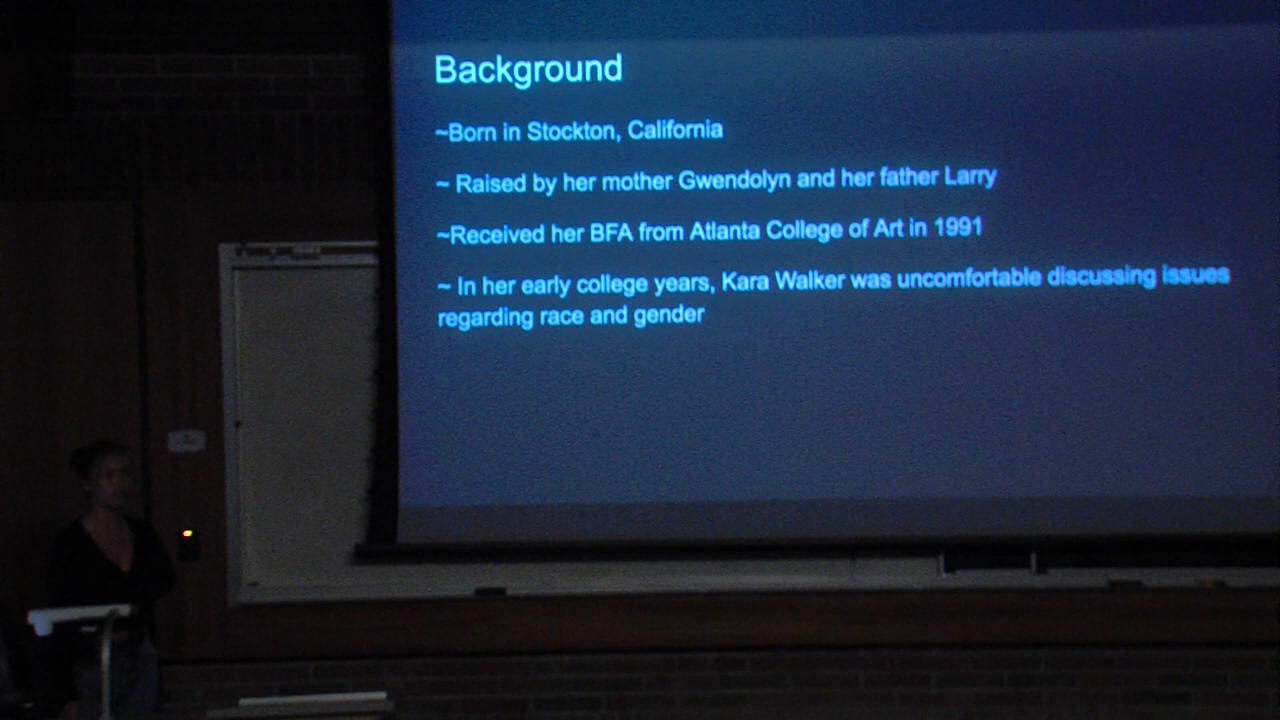 Background
~Born in Stockton, California
~ Raised by her mother Gwendolyn and her father Larry
~Received her BFA from Atlanta College of Art in 1991
~ In her early college years, Kara Walker was uncomfortable discussing issues
regarding race and gender